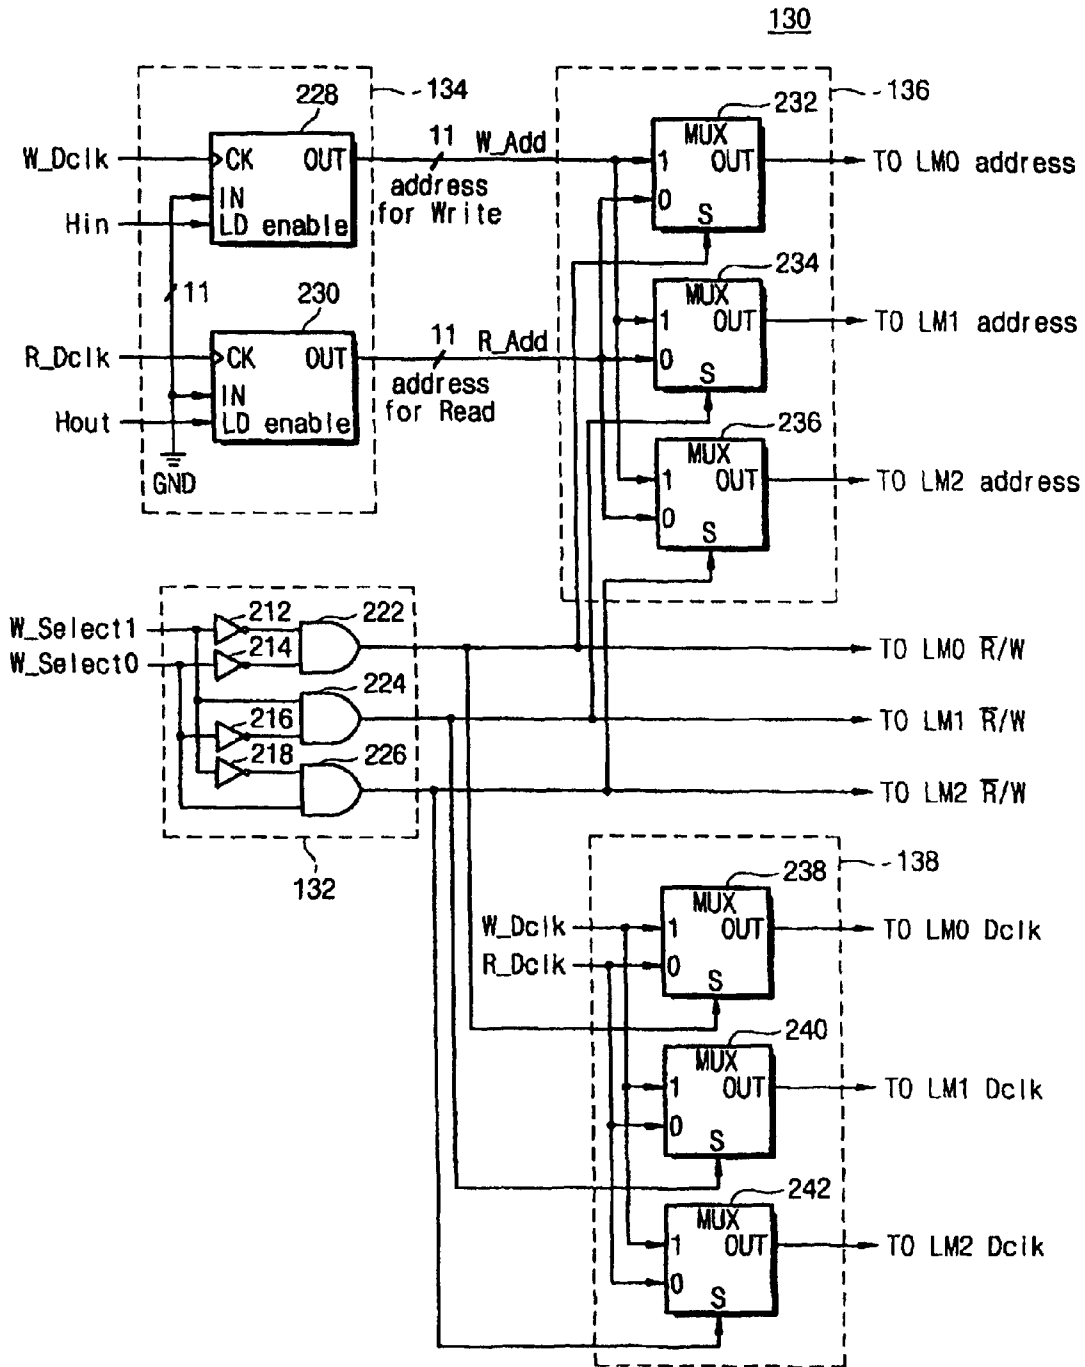 130
134
228
W_Dclk
CK OUT
IN
Hin
LD enable
11
W_Add
address
for Write
11
230
R_Dclk
CK OUT
IN
Hout
LD enable
GND
11
R_Add
address
for Read
136
232
MUX
1 OUT
0
S
TO LM0 address
234
MUX
1 OUT
0
S
TO LM1 address
236
MUX
1 OUT
0
S
TO LM2 address
W_Select1
W_Select0
212
214
216
218
222
224
226
132
TO LM0 R̅/W
TO LM1 R̅/W
TO LM2 R̅/W
138
W_Dclk
R_Dclk
238
MUX
1 OUT
0
S
TO LM0 Dclk
240
MUX
1 OUT
0
S
TO LM1 Dclk
242
MUX
1 OUT
0
S
TO LM2 Dclk